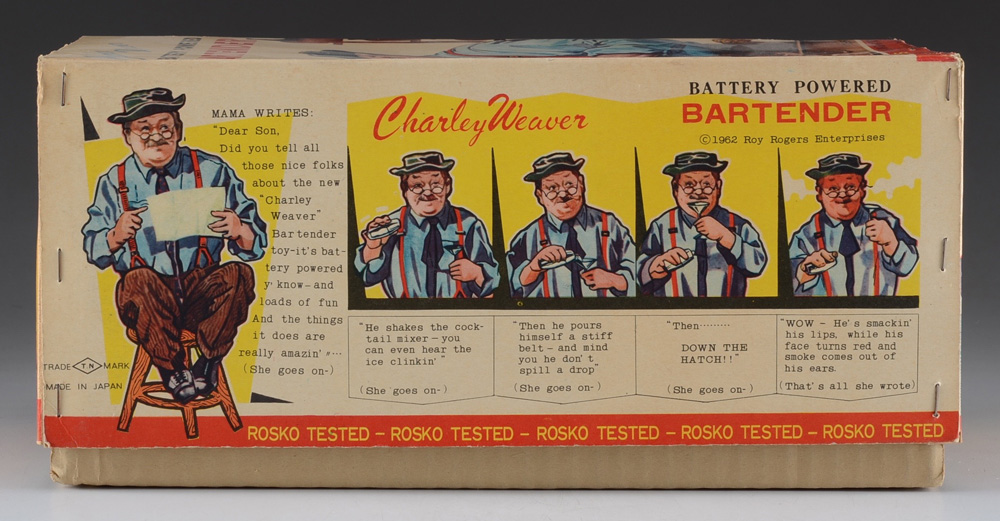 MAMA WRITES:
"Dear Son,
Did you tell all
those nice folks
about the new
"Charley
Weaver"
Bartender
toy-it's bat-
tery powered
y' know-and
loads of fun
And the things
it does are
really amazin' "...
(She goes on-)
TRADE T.N MARK
MADE IN JAPAN
Charley Weaver
BATTERY POWERED
BARTENDER
©1962 Roy Rogers Enterprises
"He shakes the cock-
tail mixer-you
can even hear the
ice clinkin'"
(She goes on-)
"Then he pours
himself a stiff
belt-and mind
you he don't
spill a drop"
(She goes on-)
"Then.........
DOWN THE
HATCH!!"
(She goes on-)
"WOW - He's smackin'
his lips, while his
face turns red and
smoke comes out of
his ears.
(That's all she wrote)
ROSKO TESTED - ROSKO TESTED - ROSKO TESTED - ROSKO TESTED - ROSKO TESTED